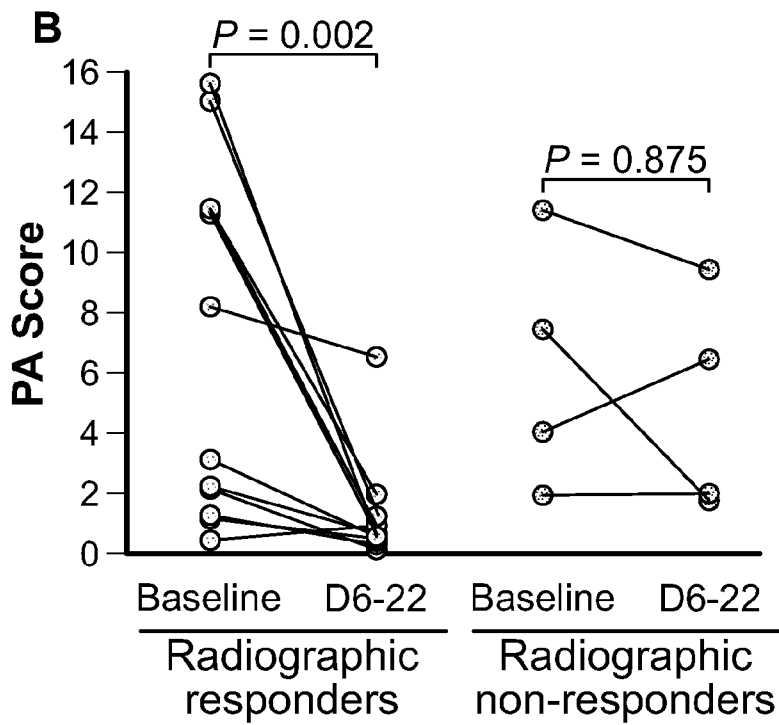 B
P = 0.002
P = 0.875
PA Score
16
14
12
10
8
6
4
2
0
Baseline D6-22 Baseline D6-22
Radiographic responders
Radiographic non-responders